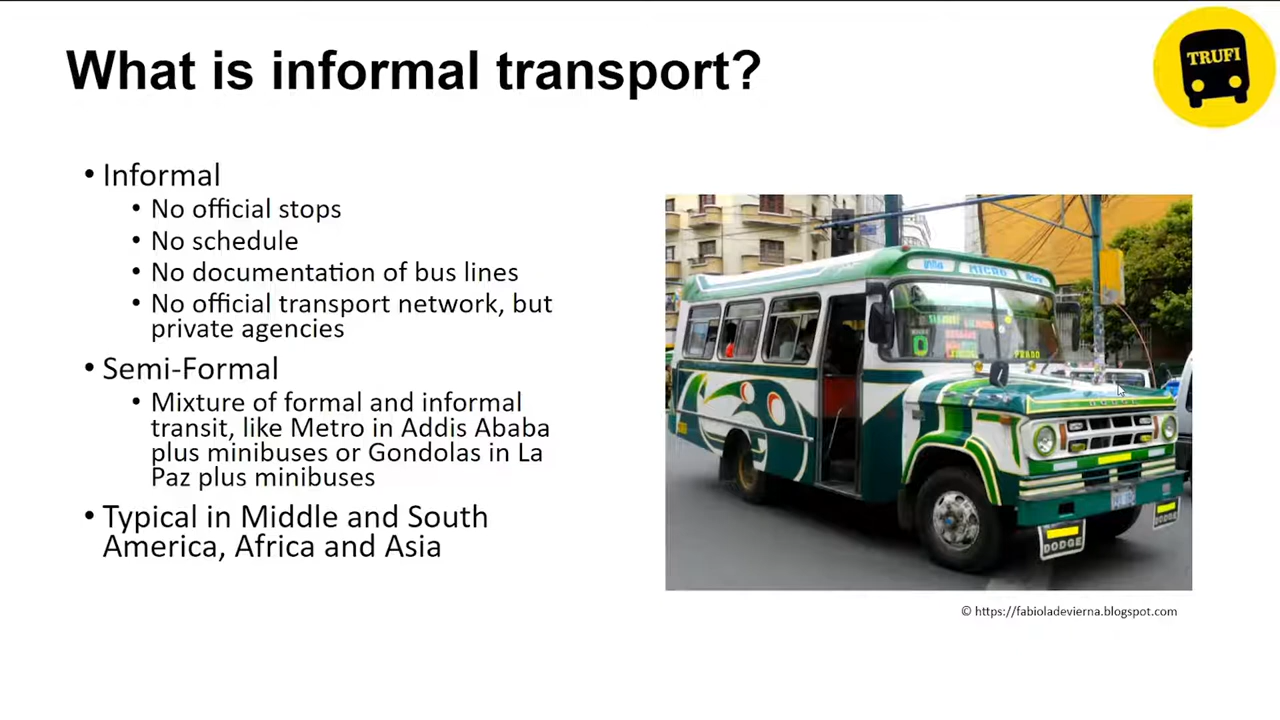 What is informal transport?
TRUFI
• Informal
• No official stops
• No schedule
• No documentation of bus lines
• No official transport network, but
private agencies
• Semi-Formal
• Mixture of formal and informal
transit, like Metro in Addis Ababa
plus minibuses or Gondolas in La
Paz plus minibuses
• Typical in Middle and South
America, Africa and Asia
MICRO
PRADO
DODGE
DODGE
© https://fabioladevierna.blogspot.com